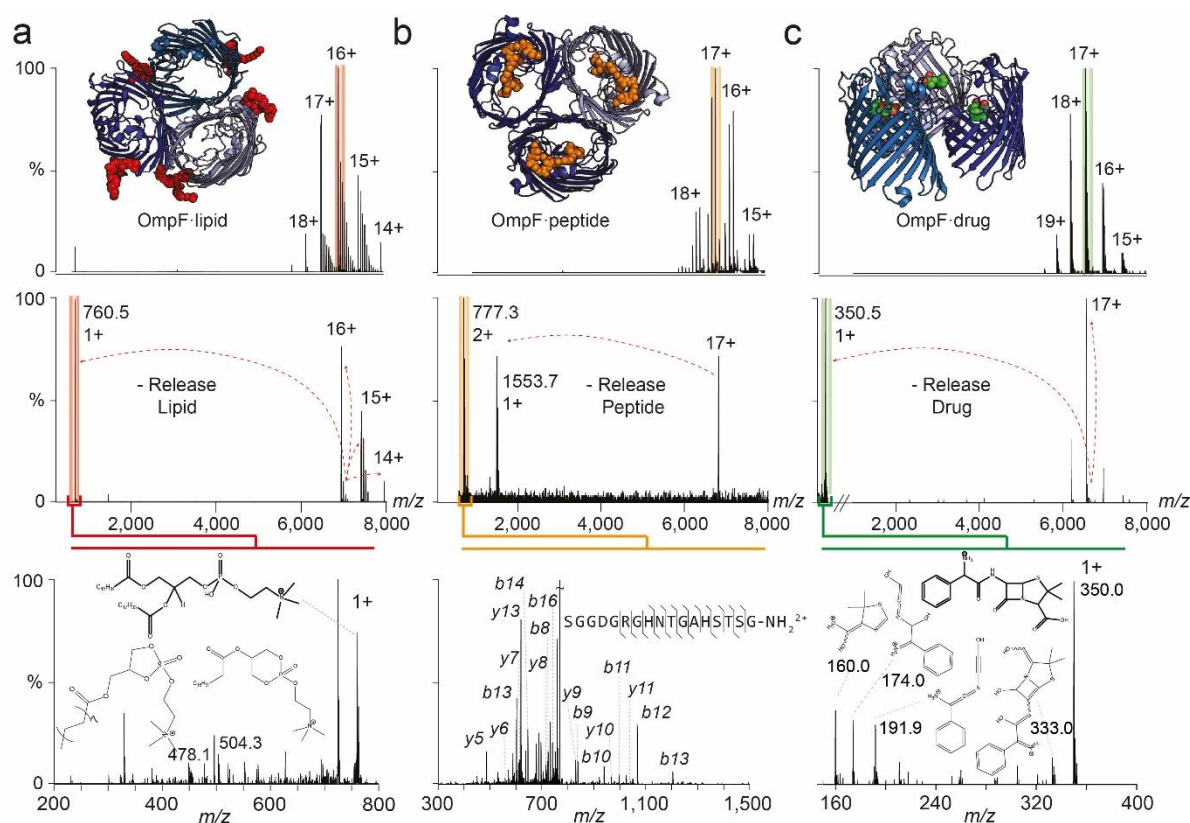 a
100
%
0
16+
17+
15+
18+
14+
OmpF·lipid
b
17+
16+
18+
15+
OmpF·peptide
c
17+
18+
16+
19+
15+
OmpF·drug
100
%
0
760.5
1+
16+
15+
14+
- Release
Lipid
2,000 4,000 6,000 8,000
m/z
777.3
2+
1553.7
1+
17+
- Release
Peptide
2,000 4,000 6,000 8,000
m/z
350.5
1+
17+
- Release
Drug
2,000 4,000 6,000 8,000
m/z
100
%
0
1+
478.1
504.3
200 400 600 800
m/z
b14
y13
b16
b8
y7
y8
b13
y6
y5
y9
b9
b10
y10
b11
y11
b12
b13
SGGDGRGHNTGAHSTSG-NH2 2+
300 700 1,100 1,500
m/z
1+
350.0
160.0
174.0
191.9
333.0
160 240 320 400
m/z